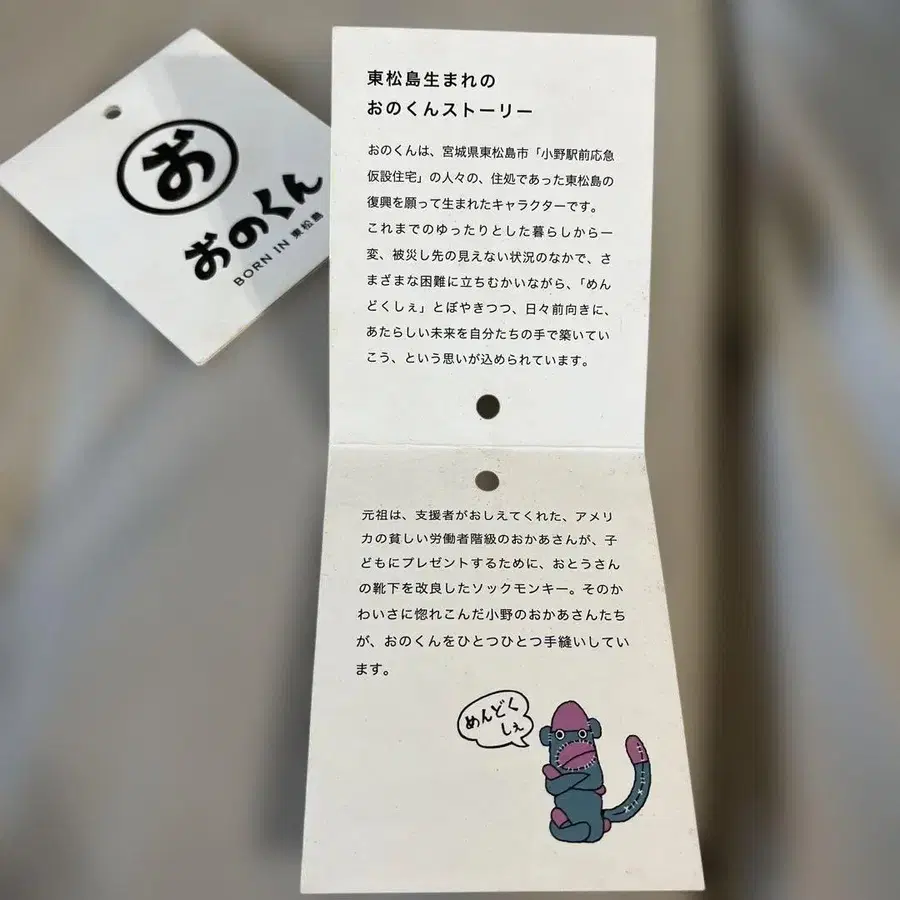 お
おのくん
BORN IN 東松島
東松島生まれの
おのくんストーリー
おのくんは、宮城県東松島市「小野駅前応急
仮設住宅」の人々の、住処であった東松島の
復興を願って生まれたキャラクターです。
これまでのゆったりとした暮らしから一
変、被災し先の見えない状況のなかで、さ
まざまな困難に立ちむかいながら、「めん
どくしぇ」とぼやきつつ、日々前向きに、
あたらしい未来を自分たちの手で築いてい
こう、という思いが込められています。
元祖は、支援者がおしえてくれた、アメリ
カの貧しい労働者階級のおかあさんが、子
どもにプレゼントするために、おとうさん
の靴下を改良したソックモンキー。そのか
わいさに惚れこんだ小野のおかあさんたち
が、おのくんをひとつひとつ手縫いしてい
ます。
めんどく
しぇ